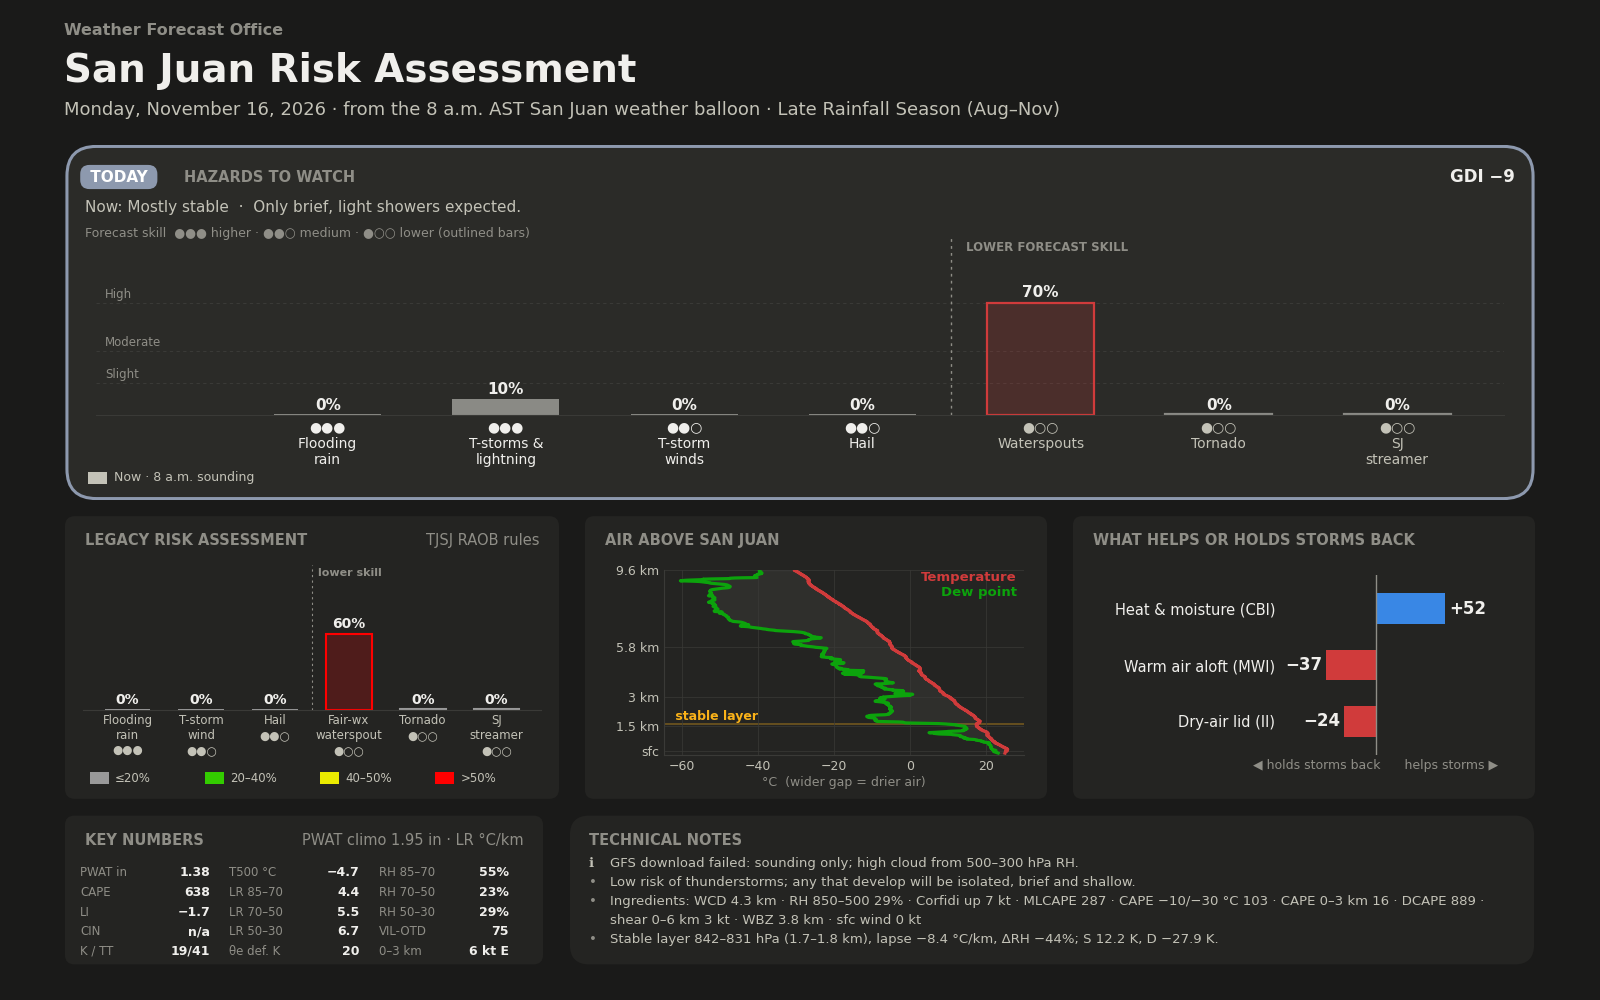 Weather Forecast Office
San Juan Risk Assessment
Monday, November 16, 2026 · from the 8 a.m. AST San Juan weather balloon · Late Rainfall Season (Aug–Nov)
TODAY HAZARDS TO WATCH GDI −9
Now: Mostly stable · Only brief, light showers expected.
Forecast skill ●●● higher · ●●○ medium · ●○○ lower (outlined bars)
LOWER FORECAST SKILL
High
Moderate
Slight
0% 10% 0% 0% 70% 0% 0%
●●● ●●● ●●○ ●●○ ●○○ ●○○ ●○○
Flooding rain
T-storms & lightning
T-storm winds
Hail
Waterspouts
Tornado
SJ streamer
Now · 8 a.m. sounding
LEGACY RISK ASSESSMENT TJSJ RAOB rules
lower skill
0% 0% 0% 60% 0% 0%
Flooding rain ●●●
T-storm wind ●●○
Hail ●●○
Fair-wx waterspout ●○○
Tornado ●○○
SJ streamer ●○○
≤20% 20–40% 40–50% >50%
AIR ABOVE SAN JUAN
Temperature
Dew point
9.6 km
5.8 km
3 km
1.5 km
sfc
stable layer
−60 −40 −20 0 20
°C (wider gap = drier air)
WHAT HELPS OR HOLDS STORMS BACK
Heat & moisture (CBI) +52
Warm air aloft (MWI) −37
Dry-air lid (II) −24
◀ holds storms back helps storms ▶
KEY NUMBERS PWAT climo 1.95 in · LR °C/km
PWAT in 1.38 T500 °C −4.7 RH 85–70 55%
CAPE 638 LR 85–70 4.4 RH 70–50 23%
LI −1.7 LR 70–50 5.5 RH 50–30 29%
CIN n/a LR 50–30 6.7 VIL-OTD 75
K / TT 19/41 θe def. K 20 0–3 km 6 kt E
TECHNICAL NOTES
ℹ GFS download failed: sounding only; high cloud from 500–300 hPa RH.
• Low risk of thunderstorms; any that develop will be isolated, brief and shallow.
• Ingredients: WCD 4.3 km · RH 850–500 29% · Corfidi up 7 kt · MLCAPE 287 · CAPE −10/−30 °C 103 · CAPE 0–3 km 16 · DCAPE 889 ·
shear 0–6 km 3 kt · WBZ 3.8 km · sfc wind 0 kt
• Stable layer 842–831 hPa (1.7–1.8 km), lapse −8.4 °C/km, ΔRH −44%; S 12.2 K, D −27.9 K.